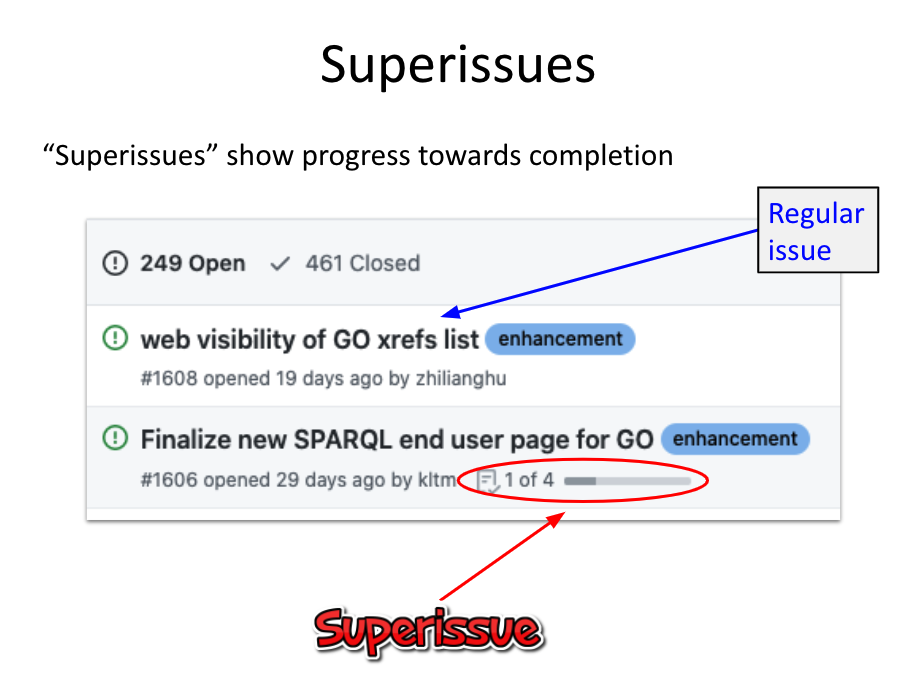 Superissues
“Superissues” show progress towards completion
Regular
issue
249 Open 461 Closed
web visibility of GO xrefs list enhancement
#1608 opened 19 days ago by zhilianghu
Finalize new SPARQL end user page for GO enhancement
#1606 opened 29 days ago by kltm 1 of 4
Superissue